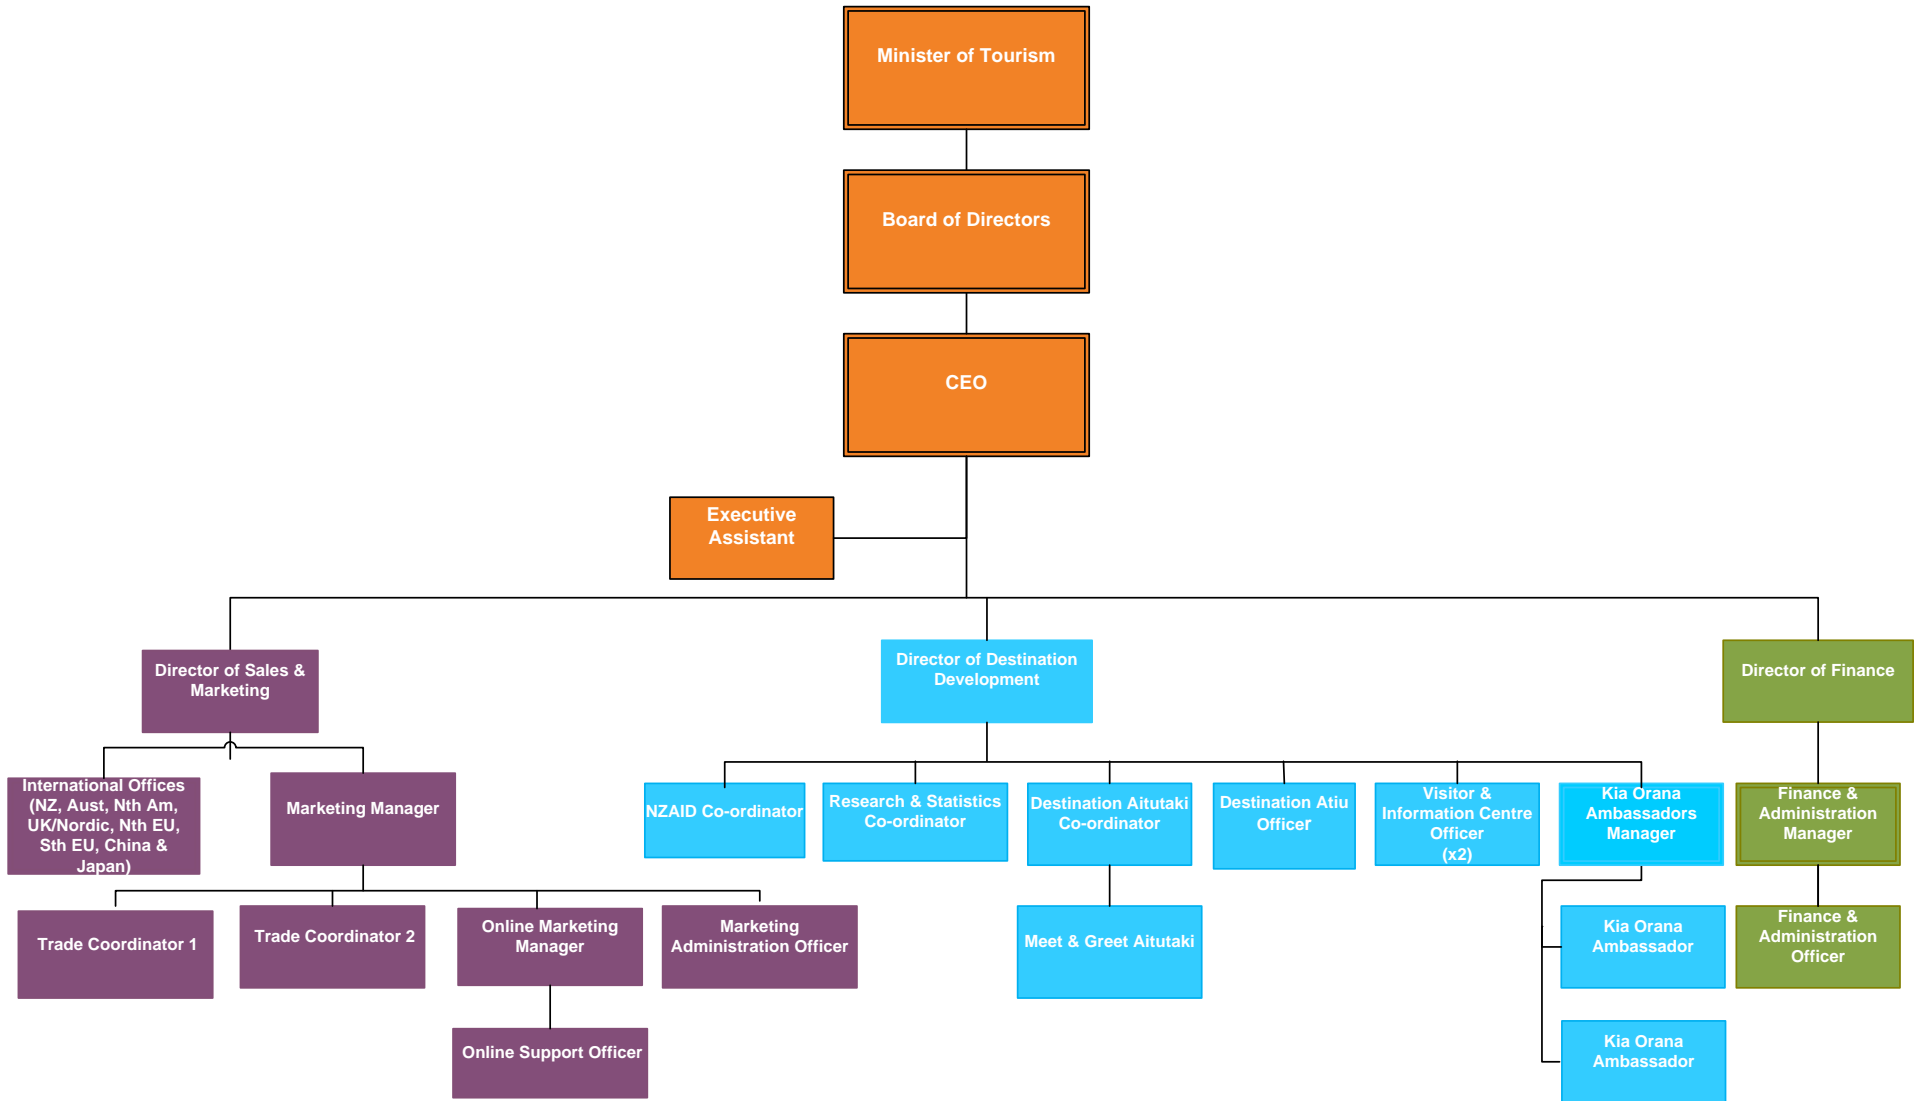 Minister of Tourism
Board of Directors
CEO
Executive
Assistant
Director of Sales &
Marketing
Director of Destination
Development
Director of Finance
International Offices
(NZ, Aust, Nth Am,
UK/Nordic, Nth EU,
Sth EU, China &
Japan)
Marketing Manager
NZAID Co-ordinator
Research & Statistics
Co-ordinator
Destination Aitutaki
Co-ordinator
Destination Atiu
Officer
Visitor &
Information Centre
Officer
(x2)
Kia Orana
Ambassadors
Manager
Finance &
Administration
Manager
Trade Coordinator 1
Trade Coordinator 2
Online Marketing
Manager
Marketing
Administration Officer
Meet & Greet Aitutaki
Kia Orana
Ambassador
Finance &
Administration
Officer
Online Support Officer
Kia Orana
Ambassador